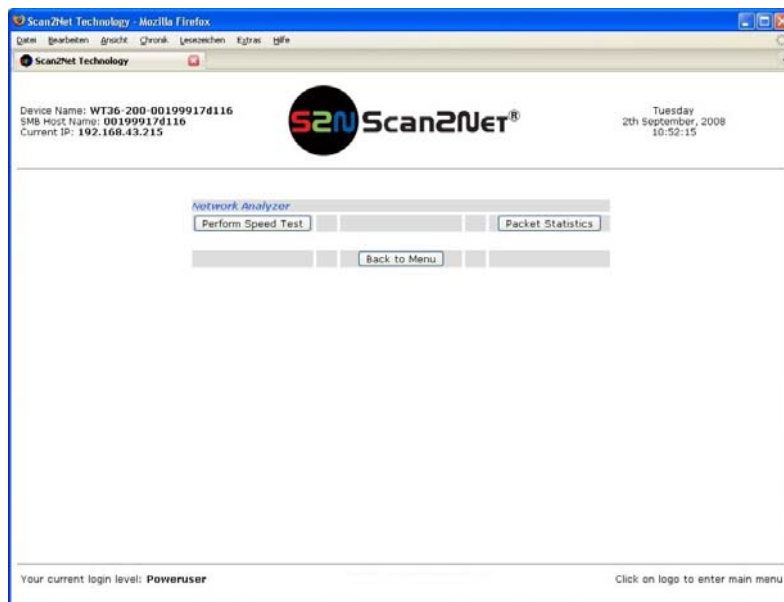 Scan2Net Technology - Mozilla Firefox
Datei Bearbeiten Ansicht Chronik Lesezeichen Extras Hilfe
Scan2Net Technology
Device Name: WT36-200-00199917d116
SMB Host Name: 00199917d116
Current IP: 192.168.43.215
S2N Scan2Net®
Tuesday
2th September, 2008
10:52:15
Network Analyzer
Perform Speed Test Packet Statistics
Back to Menu
Your current login level: Poweruser
Click on logo to enter main menu